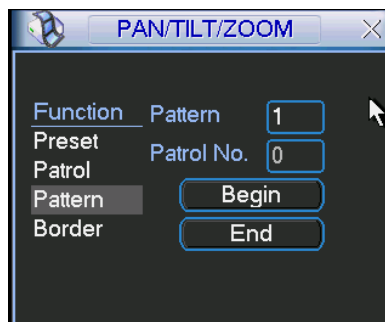 PAN/TILT/ZOOM
Function
Preset
Patrol
Pattern
Border
Pattern 1
Patrol No. 0
Begin
End